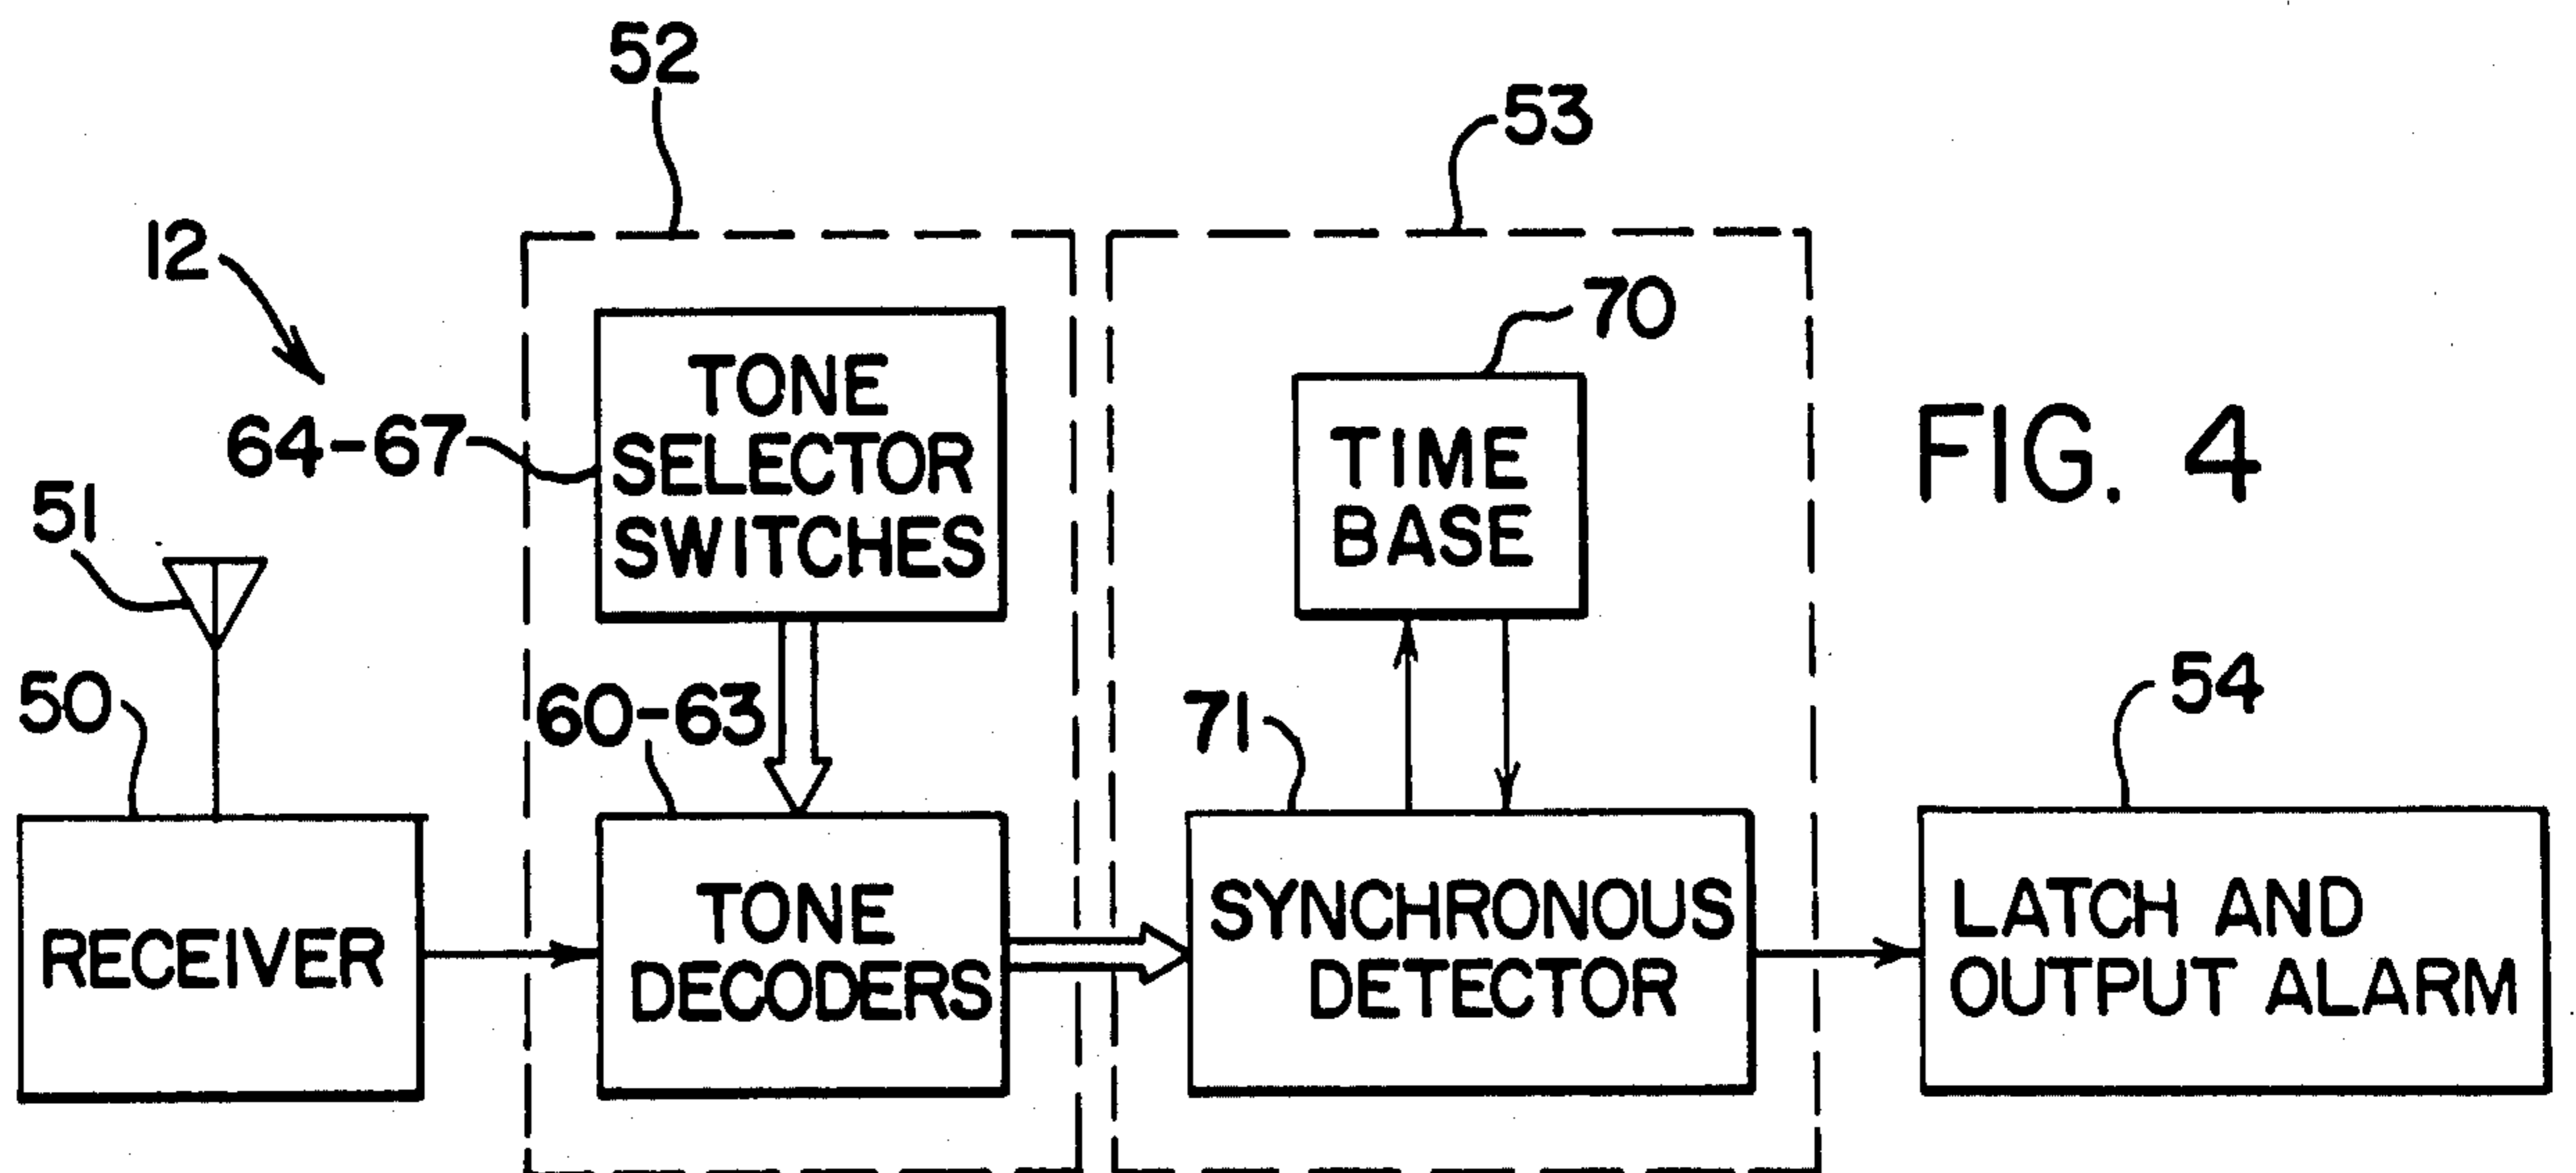 52
53
12
70
TONE
SELECTOR
SWITCHES
64-67
TIME
BASE
FIG. 4
51
50
60-63
71
54
RECEIVER
TONE
DECODERS
SYNCHRONOUS
DETECTOR
LATCH AND
OUTPUT ALARM